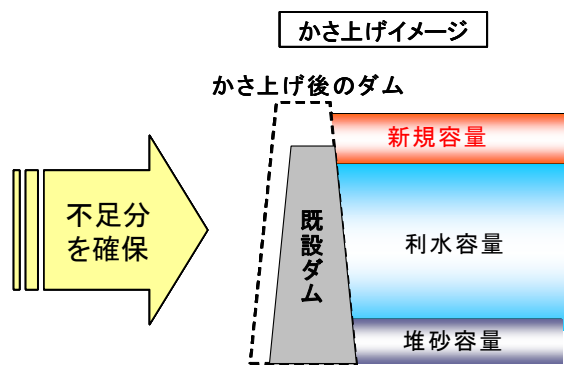 かさ上げイメージ
かさ上げ後のダム
新規容量
不足分
を確保
既設ダム
利水容量
堆砂容量